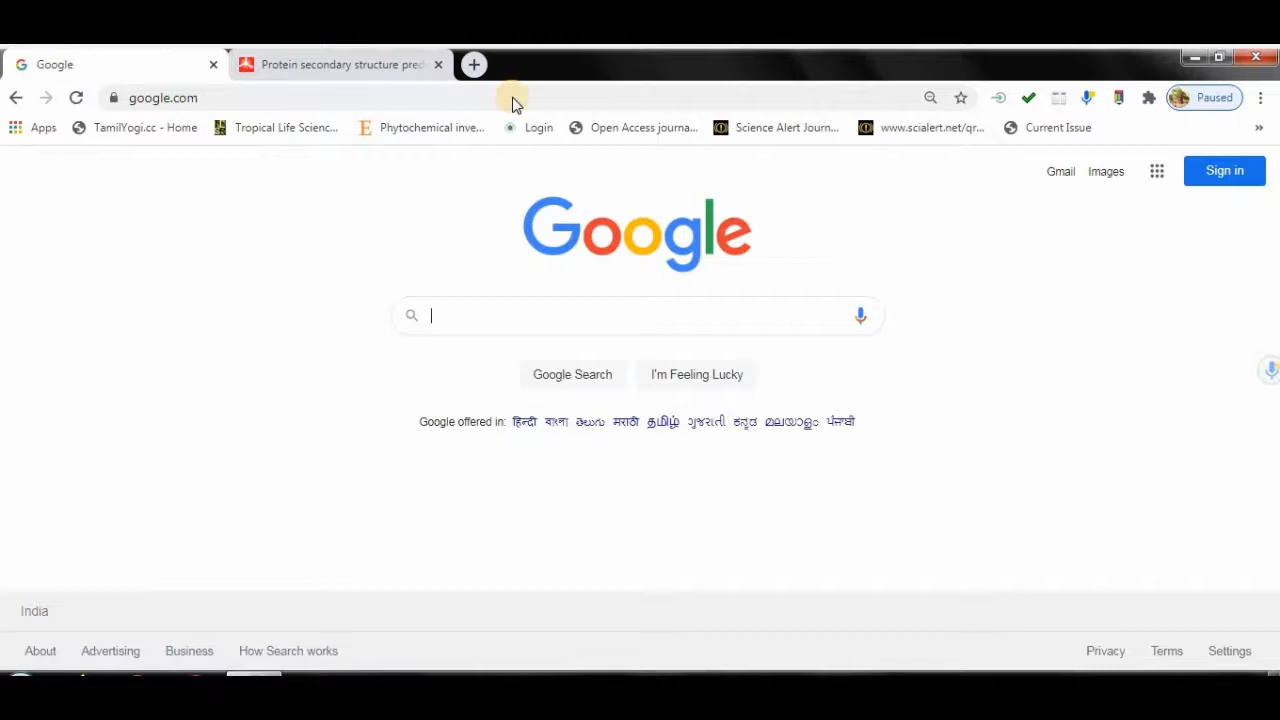 Google
Protein secondary structure pred
google.com
Paused
Apps
TamilYogi.cc - Home
Tropical Life Scienc...
Phytochemical inve...
Login
Open Access journa...
Science Alert Journ...
www.scialert.net/qr...
Current Issue
»
Gmail
Images
Sign in
Google
Google Search
I'm Feeling Lucky
Google offered in: हिन्दी বাংলা తెలుగు मराठी தமிழ் ગુજરાતી ಕನ್ನಡ മലയാളം ਪੰਜਾਬੀ
India
About
Advertising
Business
How Search works
Privacy
Terms
Settings